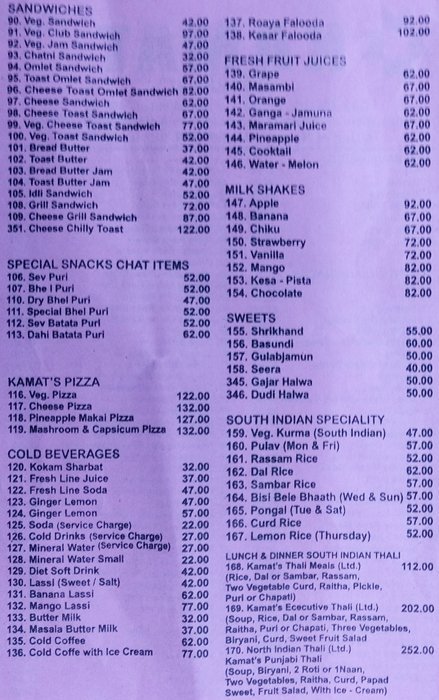 SANDWICHES
90. Veg. Sandwich 42.00
91. Veg. Club Sandwich 97.00
92. Veg. Jam Sandwich 47.00
93. Chatni Sandwich 32.00
94. Omlet Sandwich 57.00
95. Toast Omlet Sandwich 67.00
96. Cheese Toast Omlet Sandwich 82.00
97. Cheese Sandwich 62.00
98. Cheese Toast Sandwich 67.00
99. Veg. Cheese Toast Sandwich 77.00
100. Veg. Toast Sandwich 52.00
101. Bread Butter 37.00
102. Toast Butter 42.00
103. Bread Butter Jam 42.00
104. Toast Butter Jam 47.00
105. Idli Sandwich 52.00
108. Grill Sandwich 72.00
109. Cheese Grill Sandwich 87.00
351. Cheese Chilly Toast 122.00
SPECIAL SNACKS CHAT ITEMS
106. Sev Puri 52.00
107. Bhe l Puri 52.00
110. Dry Bhel Puri 47.00
111. Special Bhel Puri 52.00
112. Sev Batata Puri 52.00
113. Dahi Batata Puri 62.00
KAMAT'S PIZZA
116. Veg. Pizza 122.00
117. Cheese Pizza 132.00
118. Pineapple Makai Pizza 127.00
119. Mashroom & Capsicum Pizza 132.00
COLD BEVERAGES
120. Kokam Sharbat 32.00
121. Fresh Line Juice 37.00
122. Fresh Line Soda 47.00
123. Ginger Lemon 47.00
124. Ginger Lemon 57.00
125. Soda (Service Charge) 22.00
126. Cold Drinks (Service Charge) 27.00
127. Mineral Water (Service Charge) 27.00
128. Mineral Water Small 22.00
129. Diet Soft Drink 42.00
130. Lassi (Sweet / Salt) 42.00
131. Banana Lassi 62.00
132. Mango Lassi 77.00
133. Butter Milk 32.00
134. Masala Butter Milk 37.00
135. Cold Coffee 62.00
136. Cold Coffe with Ice Cream 77.00
137. Roaya Falooda 92.00
138. Kesar Falooda 102.00
FRESH FRUIT JUICES
139. Grape 62.00
140. Masambi 67.00
141. Orange 67.00
142. Ganga - Jamuna 62.00
143. Maramari Juice 67.00
144. Pineapple 62.00
145. Cooktail 62.00
146. Water - Melon 62.00
MILK SHAKES
147. Apple 92.00
148. Banana 67.00
149. Chiku 67.00
150. Strawberry 72.00
151. Vanilla 72.00
152. Mango 82.00
153. Kesa - Pista 82.00
154. Chocolate 82.00
SWEETS
155. Shrikhand 55.00
156. Basundi 60.00
157. Gulabjamun 50.00
158. Seera 40.00
345. Gajar Halwa 50.00
346. Dudi Halwa 50.00
SOUTH INDIAN SPECIALITY
159. Veg. Kurma (South Indian) 47.00
160. Pulav (Mon & Fri) 57.00
161. Rassam Rice 52.00
162. Dal Rice 62.00
163. Sambar Rice 57.00
164. Bisi Bele Bhaath (Wed & Sun) 57.00
165. Pongal (Tue & Sat) 52.00
166. Curd Rice 57.00
167. Lemon Rice (Thursday) 52.00
LUNCH & DINNER SOUTH INDIAN THALI
168. Kamat's Thali Meals (Ltd.) 112.00
(Rice, Dal or Sambar, Rassam,
Two Vegetable Curd, Raitha, Pickle,
Puri or Chapati)
169. Kamat's Ececutive Thali (Ltd.) 202.00
(Soup, Rice, Dal or Sambar, Rassam,
Raitha, Puri or Chapati, Three Vegetables,
Biryani, Curd, Sweet Fruit Salad
170. North Indian Thali (Ltd.) 252.00
Kamat's Punjabi Thali
(Soup, Biryani, 2 Roti or 1Naan,
Two Vegetables, Raitha, Curd, Papad
Sweet, Fruit Salad, With Ice - Cream)